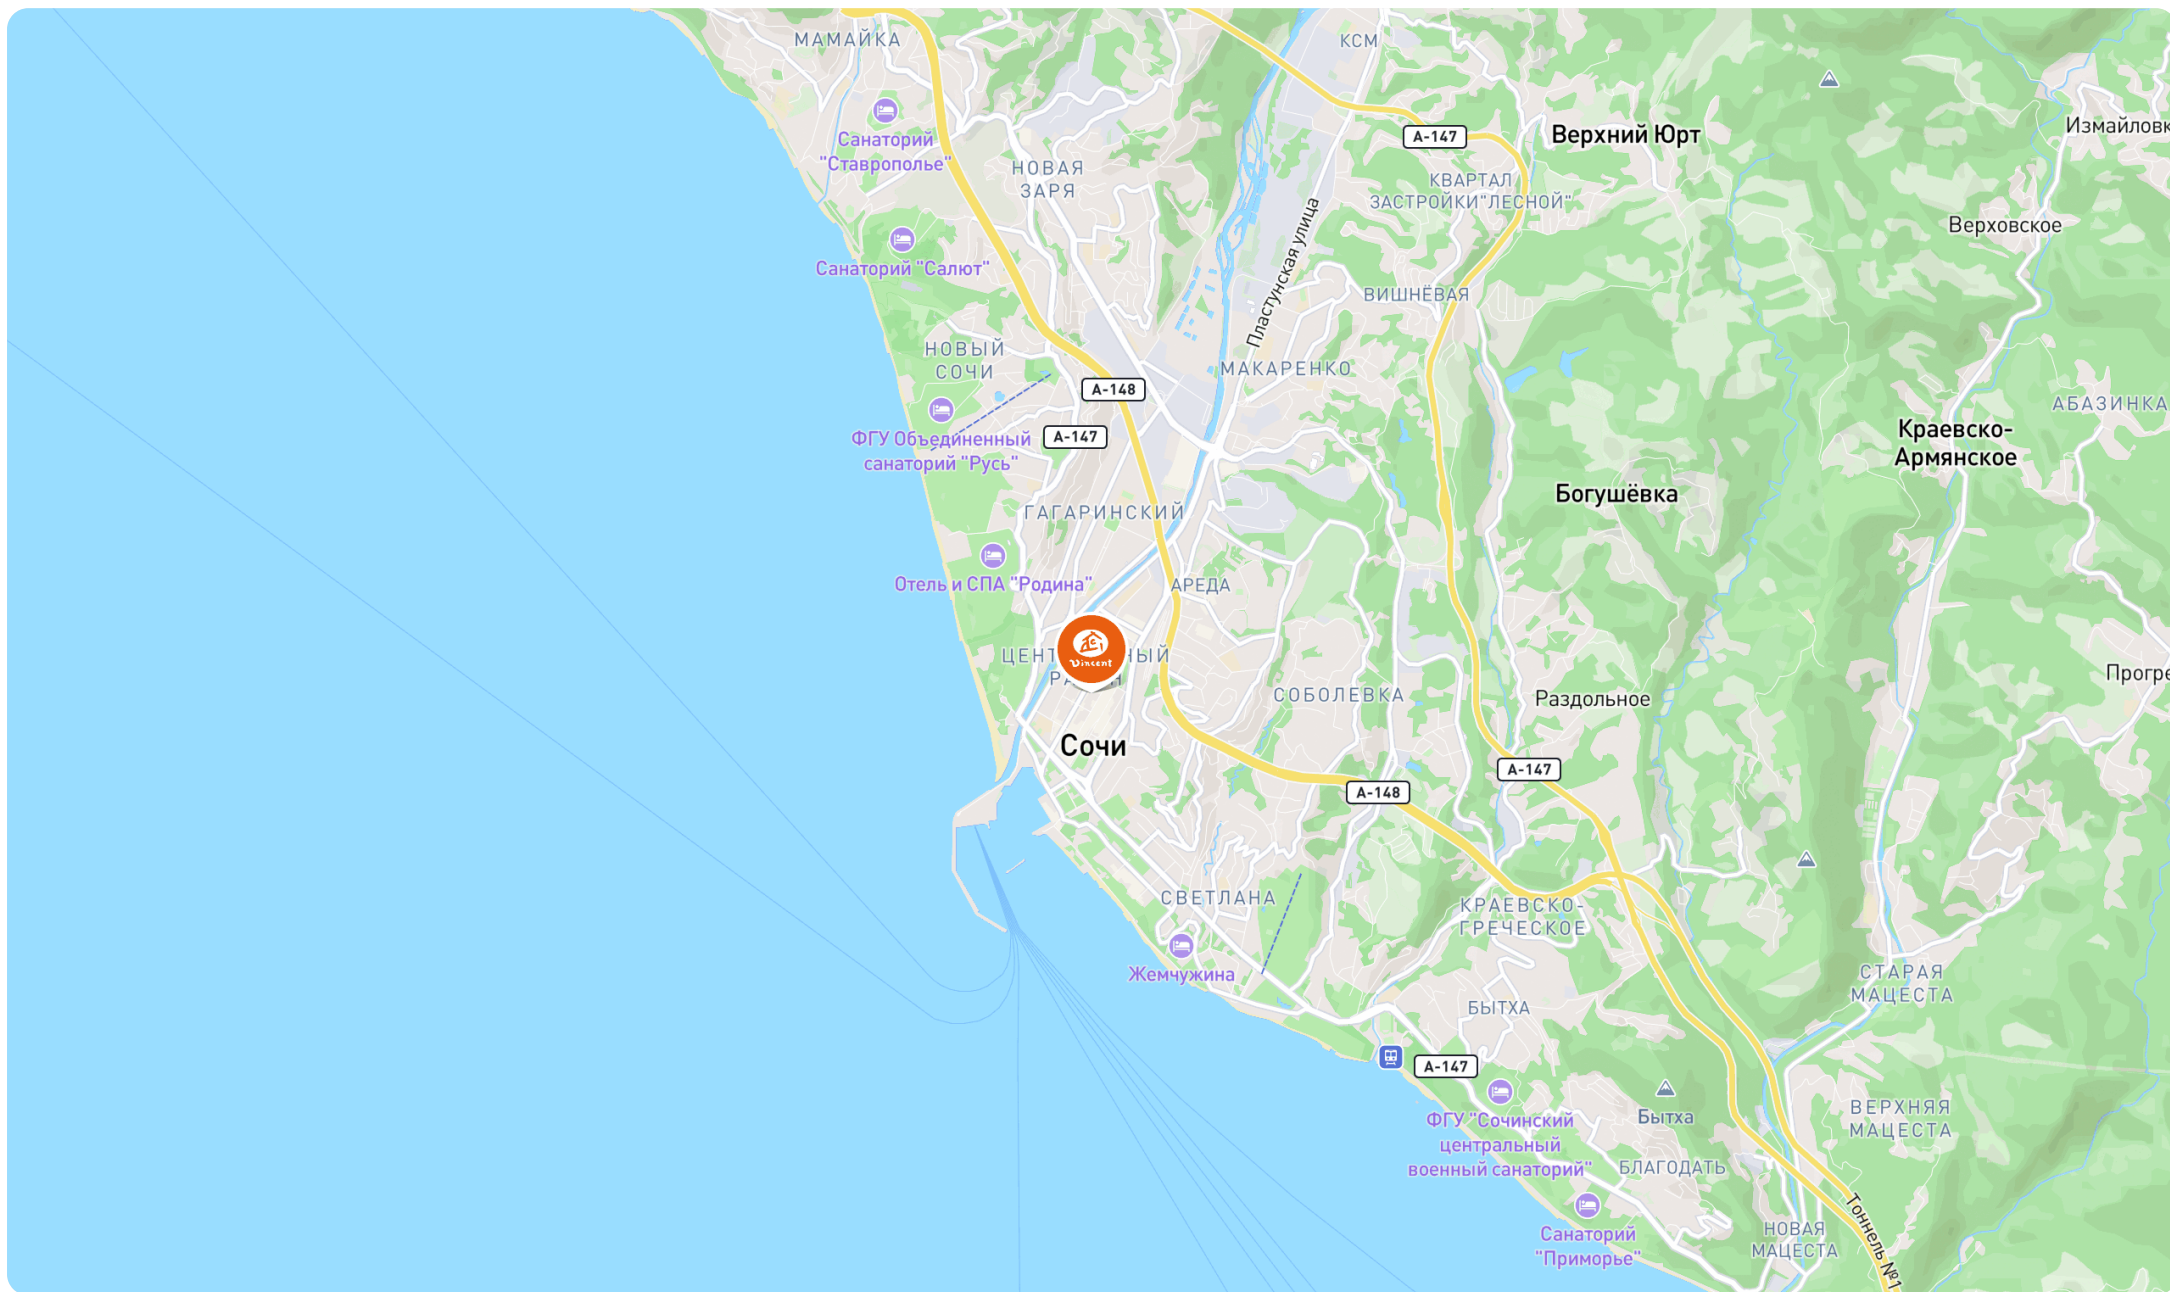 МАМАЙКА
КСМ
Санаторий
"Ставрополье"
А-147
Верхний Юрт
НОВАЯ
ЗАРЯ
КВАРТАЛ
ЗАСТРОЙКИ"ЛЕСНОЙ"
Верховское
Пластунская улица
Санаторий "Салют"
ВИШНЁВАЯ
НОВЫЙ
СОЧИ
МАКАРЕНКО
А-148
АБАЗИНКА
ФГУ Объединенный
санаторий "Русь"
А-147
Краевско-
Армянское
Богушёвка
ГАГАРИНСКИЙ
Отель и СПА "Родина"
АРЕДА
Vincent
СОБОЛЕВКА
Раздольное
Сочи
А-147
А-148
СВЕТЛАНА
КРАЕВСКО-
ГРЕЧЕСКОЕ
Жемчужина
СТАРАЯ
МАЦЕСТА
БЫТХА
А-147
ФГУ "Сочинский
центральный
военный санаторий"
Бытха
ВЕРХНЯЯ
МАЦЕСТА
БЛАГОДАТЬ
Санаторий
"Приморье"
НОВАЯ
МАЦЕСТА
Тоннель №1